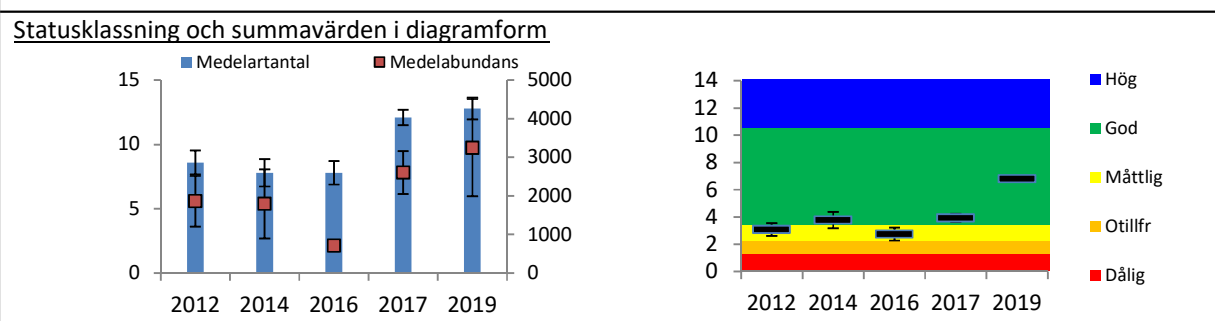 Statusklassning och summavärden i diagramform
Medelartantal Medelabundans
15
10
5
0
5000
4000
3000
2000
1000
0
2012 2014 2016 2017 2019
14
12
10
8
6
4
2
0
2012 2014 2016 2017 2019
Hög
God
Måttlig
Otillfr
Dålig